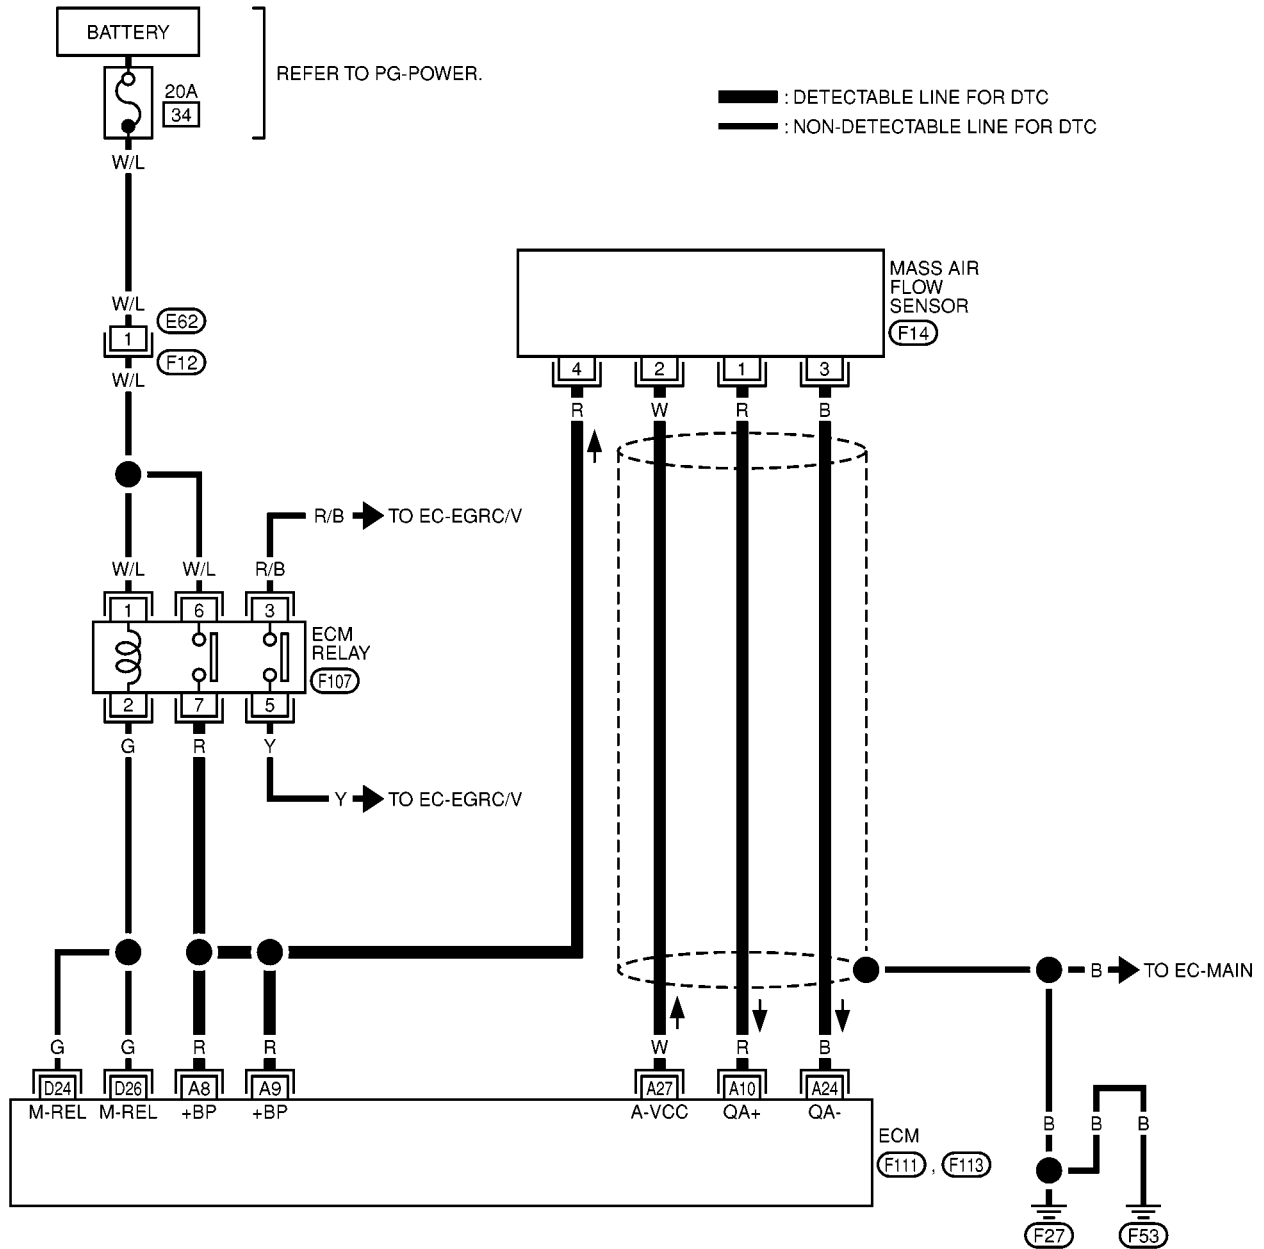 BATTERY
REFER TO PG-POWER.
20A
34
: DETECTABLE LINE FOR DTC
: NON-DETECTABLE LINE FOR DTC
W/L
MASS AIR
FLOW
SENSOR
F14
W/L
E62
1
F12
W/L
4 2 1 3
R W R B
R/B TO EC-EGRC/V
W/L W/L R/B
1 6 3
ECM
RELAY
F107
2 7 5
G R Y
Y TO EC-EGRC/V
B TO EC-MAIN
G G R R W R B
D24 D26 A8 A9 A27 A10 A24
M-REL M-REL +BP +BP A-VCC QA+ QA-
B B B
ECM
F111 , F113
F27 F53